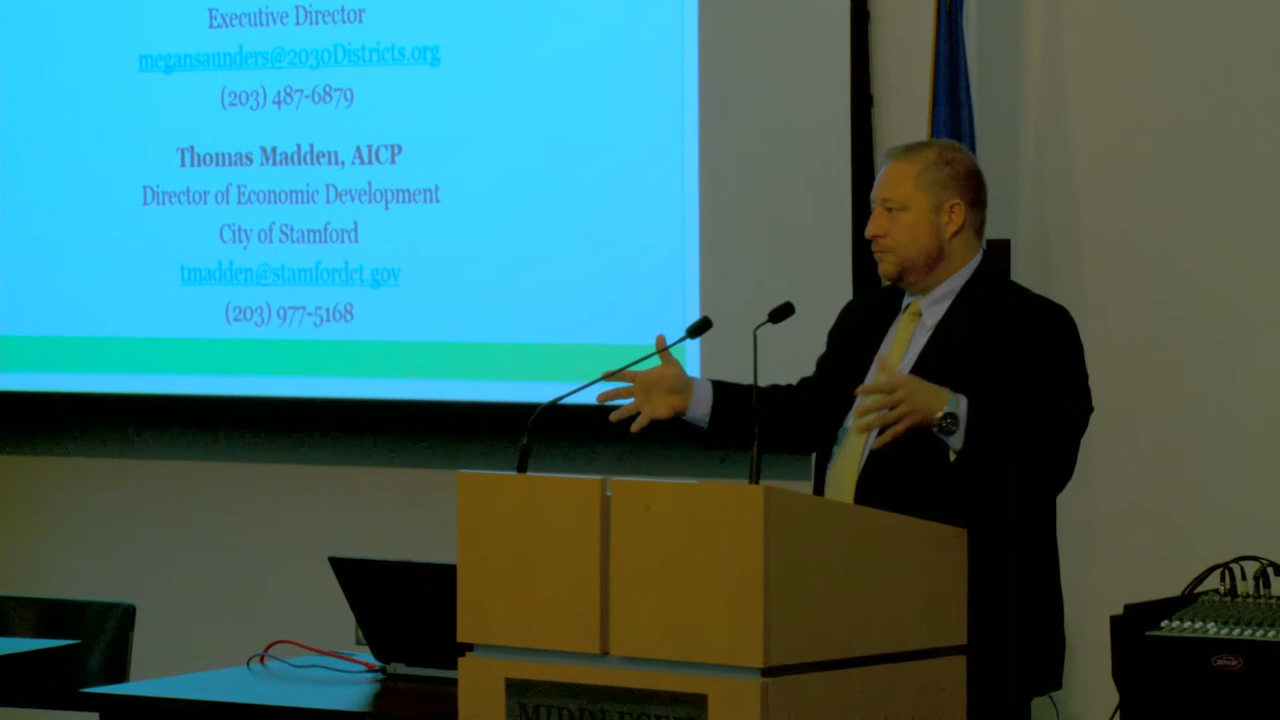 Executive Director
megansaunders@2030Districts.org
(203) 487-6879
Thomas Madden, AICP
Director of Economic Development
City of Stamford
tmadden@stamfordct.gov
(203) 977-5168